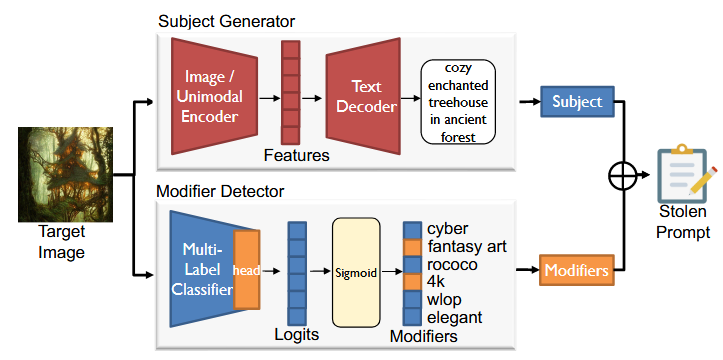 Subject Generator
Image /
Unimodal
Encoder
Features
Text
Decoder
cozy
enchanted
treehouse
in ancient
forest
Subject
Target
Image
Modifier Detector
Multi-
Label
Classifier
head
Logits
Sigmoid
cyber
fantasy art
rococo
4k
wlop
elegant
Modifiers
Modifiers
Stolen
Prompt